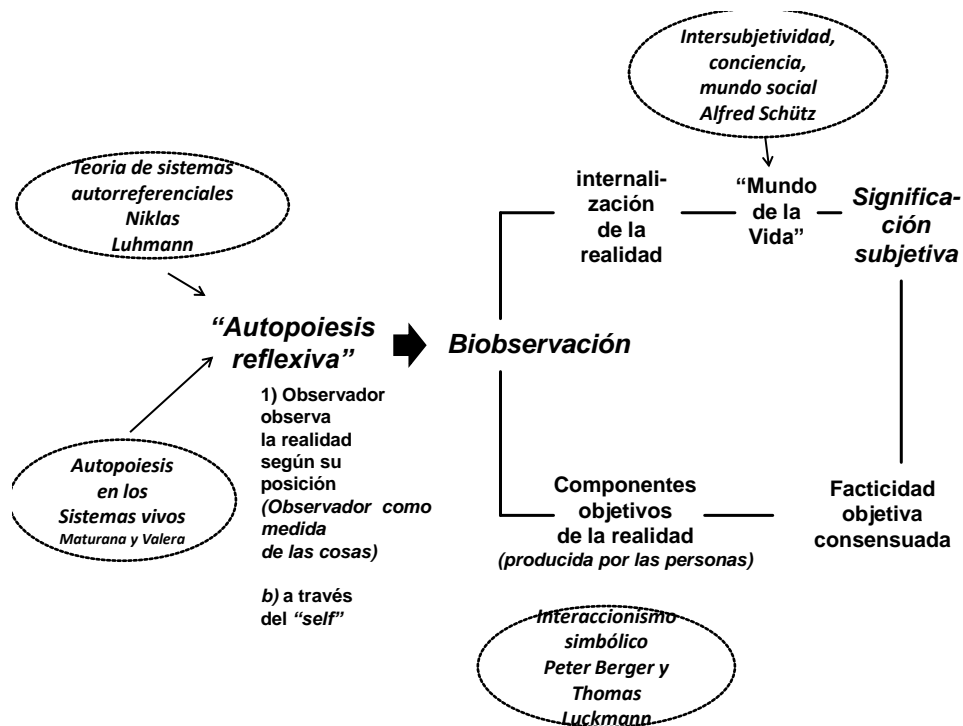 Intersubjetividad,
conciencia,
mundo social
Alfred Schütz
Teoria de sistemas
autorreferenciales
Niklas
Luhmann
internali-
zación
de la
realidad
“Mundo
de la
Vida”
Significa-
ción
subjetiva
“Autopoiesis
reflexiva”
Biobservación
1) Observador
observa
la realidad
según su
posición
(Observador como
medida
de las cosas)
b) a través
del “self”
Autopoiesis
en los
Sistemas vivos
Maturana y Valera
Componentes
objetivos
de la realidad
(producida por las personas)
Facticidad
objetiva
consensuada
Interaccionismo
simbólico
Peter Berger y
Thomas
Luckmann